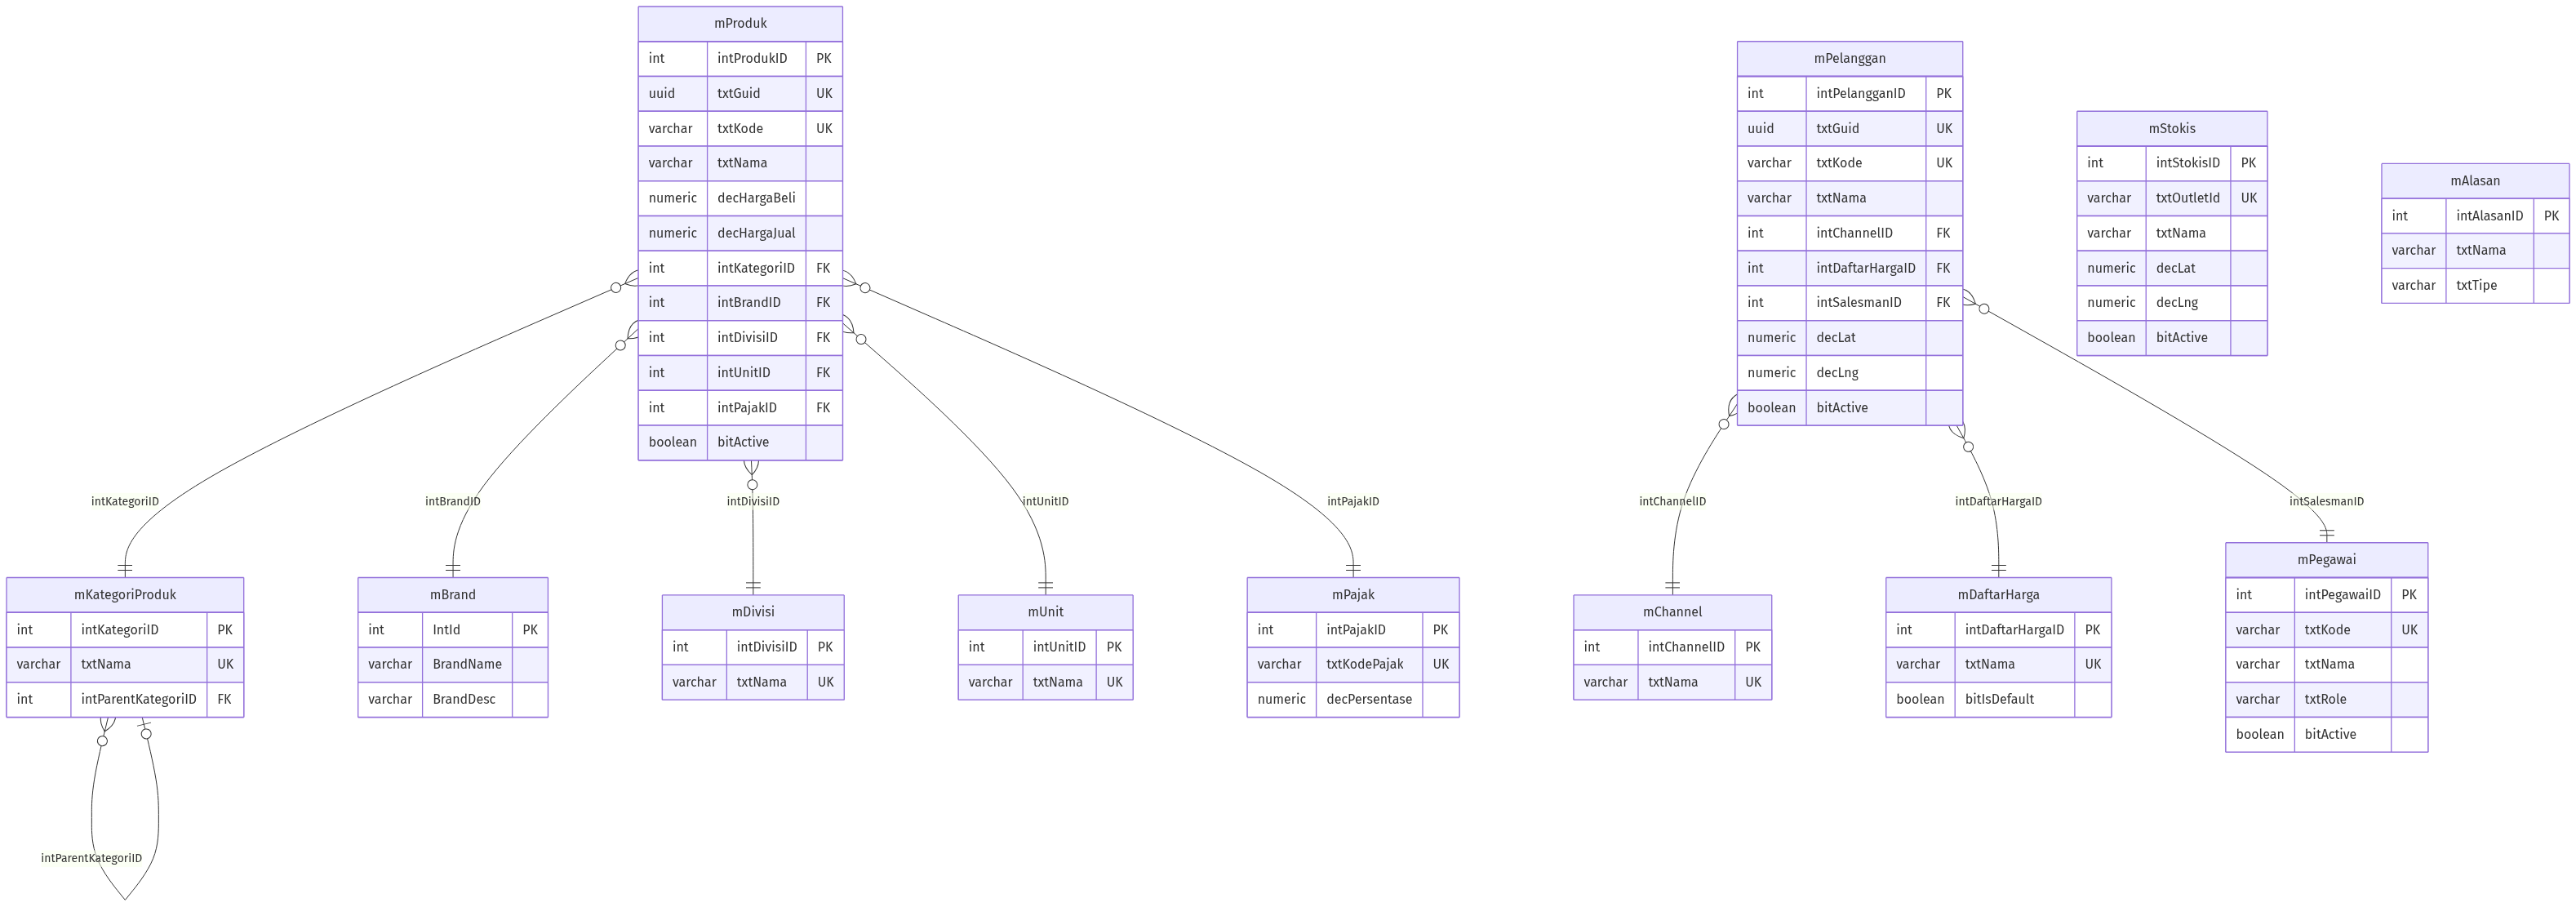 mProduk
int intProdukID PK
uuid txtGuid UK
varchar txtKode UK
varchar txtNama
numeric decHargaBeli
numeric decHargaJual
int intKategoriID FK
int intBrandID FK
int intDivisiID FK
int intUnitID FK
int intPajakID FK
boolean bitActive
mPelanggan
int intPelangganID PK
uuid txtGuid UK
varchar txtKode UK
varchar txtNama
int intChannelID FK
int intDaftarHargaID FK
int intSalesmanID FK
numeric decLat
numeric decLng
boolean bitActive
mStokis
int intStokisID PK
varchar txtOutletId UK
varchar txtNama
numeric decLat
numeric decLng
boolean bitActive
mAlasan
int intAlasanID PK
varchar txtNama
varchar txtTipe
intKategoriID
intBrandID
intDivisiID
intUnitID
intPajakID
intChannelID
intDaftarHargaID
intSalesmanID
mKategoriProduk
int intKategoriID PK
varchar txtNama UK
int intParentKategoriID FK
mBrand
int IntId PK
varchar BrandName
varchar BrandDesc
mDivisi
int intDivisiID PK
varchar txtNama UK
mUnit
int intUnitID PK
varchar txtNama UK
mPajak
int intPajakID PK
varchar txtKodePajak UK
numeric decPersentase
mChannel
int intChannelID PK
varchar txtNama UK
mDaftarHarga
int intDaftarHargaID PK
varchar txtNama UK
boolean bitIsDefault
mPegawai
int intPegawaiID PK
varchar txtKode UK
varchar txtNama
varchar txtRole
boolean bitActive
intParentKategoriID